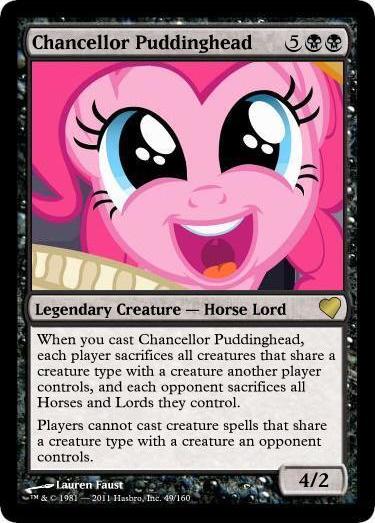 Chancellor Puddinghead 5
Legendary Creature — Horse Lord
When you cast Chancellor Puddinghead,
each player sacrifices all creatures that share a
creature type with a creature another player
controls, and each opponent sacrifices all
Horses and Lords they control.
Players cannot cast creature spells that share
a creature type with a creature an opponent
controls.
4/2
Lauren Faust
™ & © 1981 — 2011 Hasbro, Inc. 49/160